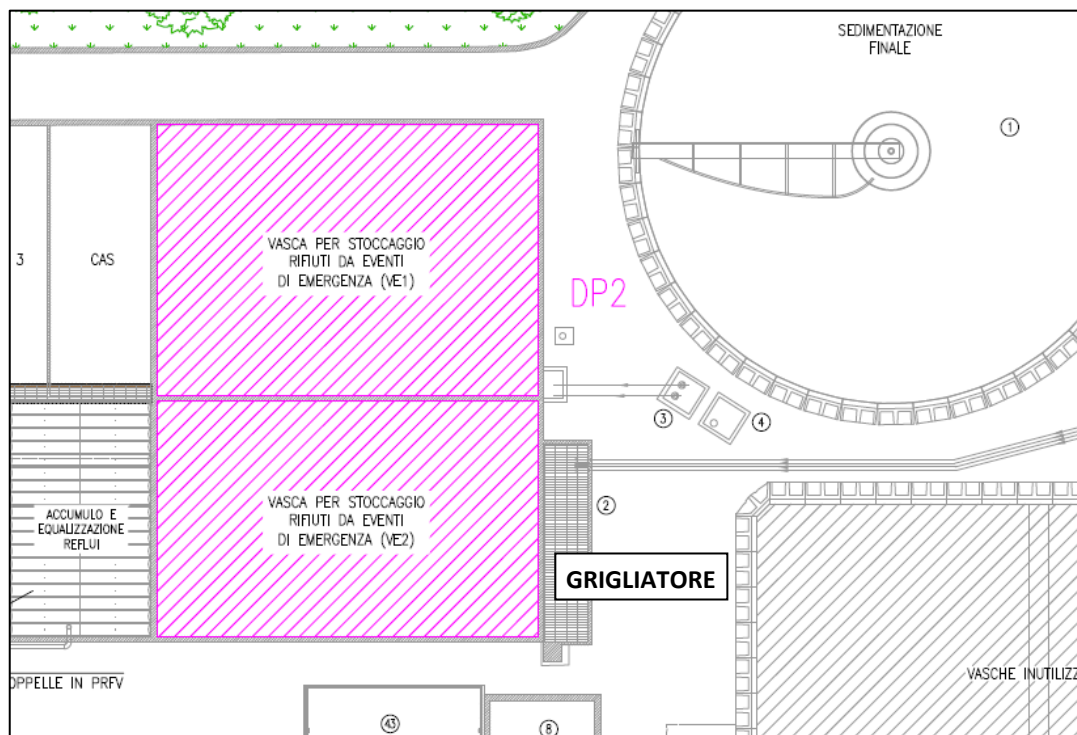 SEDIMENTAZIONE
FINALE
1
3
CAS
VASCA PER STOCCAGGIO
RIFIUTI DA EVENTI
DI EMERGENZA (VE1)
DP2
3
4
ACCUMULO E
EQUALIZZAZIONE
REFLUI
VASCA PER STOCCAGGIO
RIFIUTI DA EVENTI
DI EMERGENZA (VE2)
2
GRIGLIATORE
OPPELLE IN PRFV
VASCHE INUTILIZZ
43
8